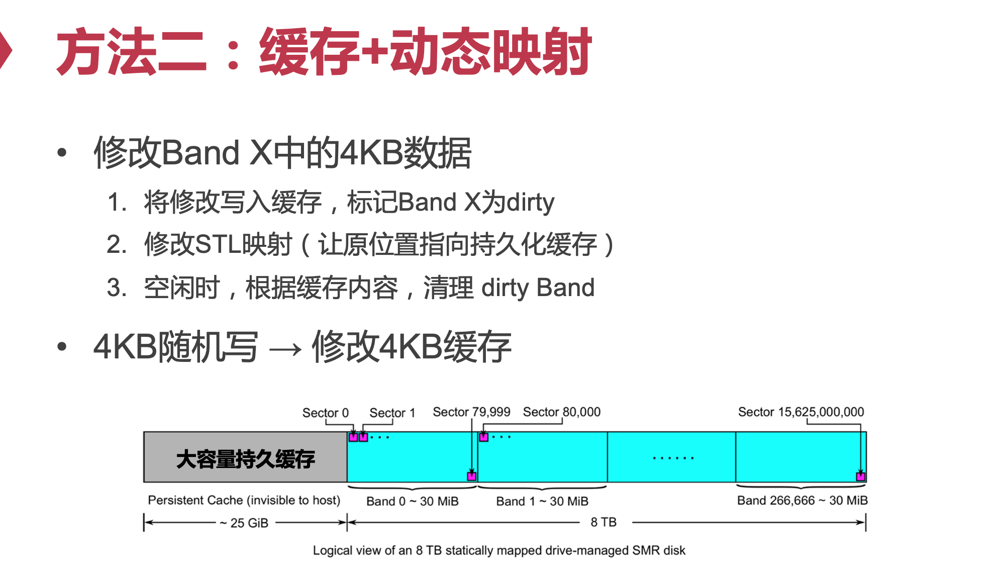 方法二：缓存+动态映射
• 修改Band X中的4KB数据
1. 将修改写入缓存，标记Band X为dirty
2. 修改STL映射（让原位置指向持久化缓存）
3. 空闲时，根据缓存内容，清理 dirty Band
• 4KB随机写 → 修改4KB缓存
Sector 0 Sector 1 Sector 79,999 Sector 80,000 Sector 15,625,000,000
大容量持久缓存 · · · · · · · · · · · ·
Persistent Cache (invisible to host) Band 0 ~ 30 MiB Band 1 ~ 30 MiB Band 266,666 ~ 30 MiB
~ 25 GiB 8 TB
Logical view of an 8 TB statically mapped drive-managed SMR disk